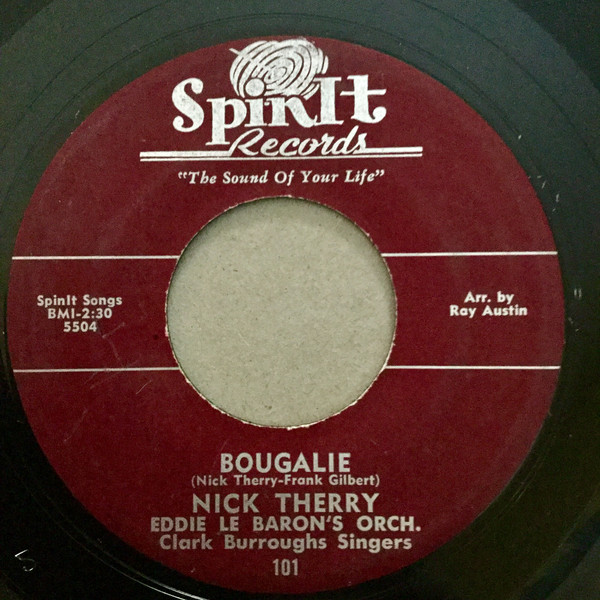 SpinIt
Records
"The Sound Of Your Life"
SpinIt Songs
BMI-2:30
5504
Arr. by
Ray Austin
BOUGALIE
(Nick Therry-Frank Gilbert)
NICK THERRY
EDDIE LE BARON'S ORCH.
Clark Burroughs Singers
101